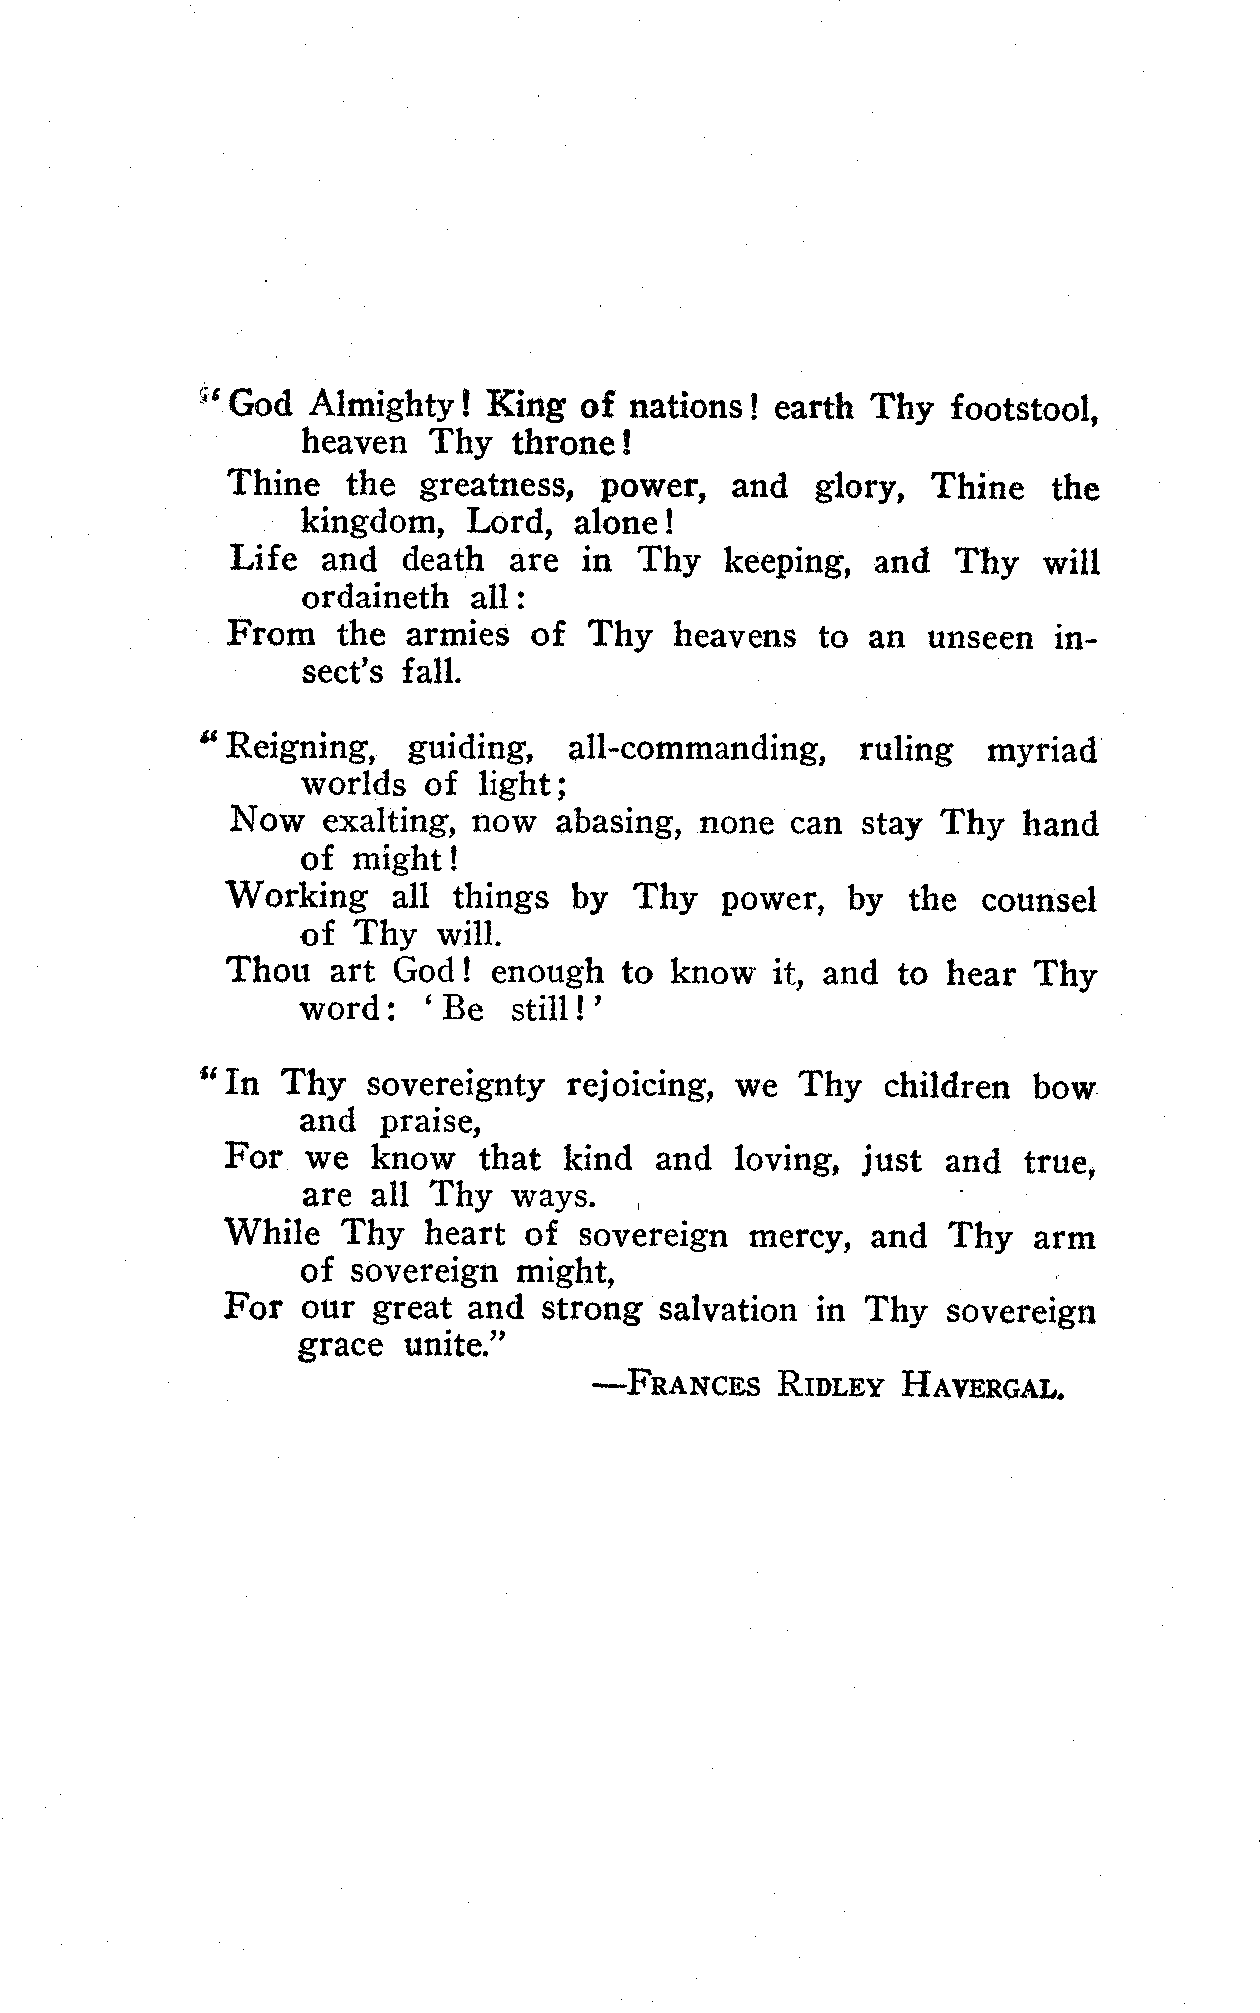 “God Almighty! King of nations! earth Thy footstool,
heaven Thy throne!
Thine the greatness, power, and glory, Thine the
kingdom, Lord, alone!
Life and death are in Thy keeping, and Thy will
ordaineth all:
From the armies of Thy heavens to an unseen in-
sect's fall.
“Reigning, guiding, all-commanding, ruling myriad
worlds of light;
Now exalting, now abasing, none can stay Thy hand
of might!
Working all things by Thy power, by the counsel
of Thy will.
Thou art God! enough to know it, and to hear Thy
word: ‘Be still!’
“In Thy sovereignty rejoicing, we Thy children bow
and praise,
For we know that kind and loving, just and true,
are all Thy ways.
While Thy heart of sovereign mercy, and Thy arm
of sovereign might,
For our great and strong salvation in Thy sovereign
grace unite.”
—FRANCES RIDLEY HAVERGAL.